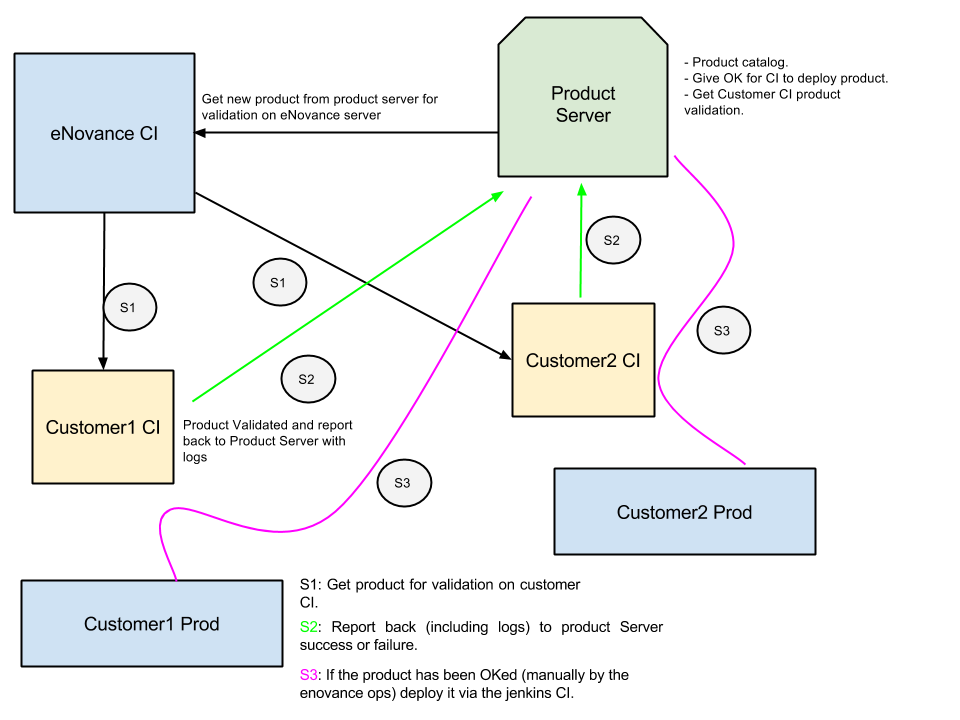 Product
Server
- Product catalog.
- Give OK for CI to deploy product.
- Get Customer CI product
validation.
Get new product from product server for
validation on eNovance server
eNovance CI
S2
S1
S1
S3
Customer2 CI
S2
Customer1 CI
Product Validated and report
back to Product Server with
logs
S3
Customer2 Prod
Customer1 Prod
S1: Get product for validation on customer
CI.
S2: Report back (including logs) to product Server
success or failure.
S3: If the product has been OKed (manually by the
enovance ops) deploy it via the jenkins CI.